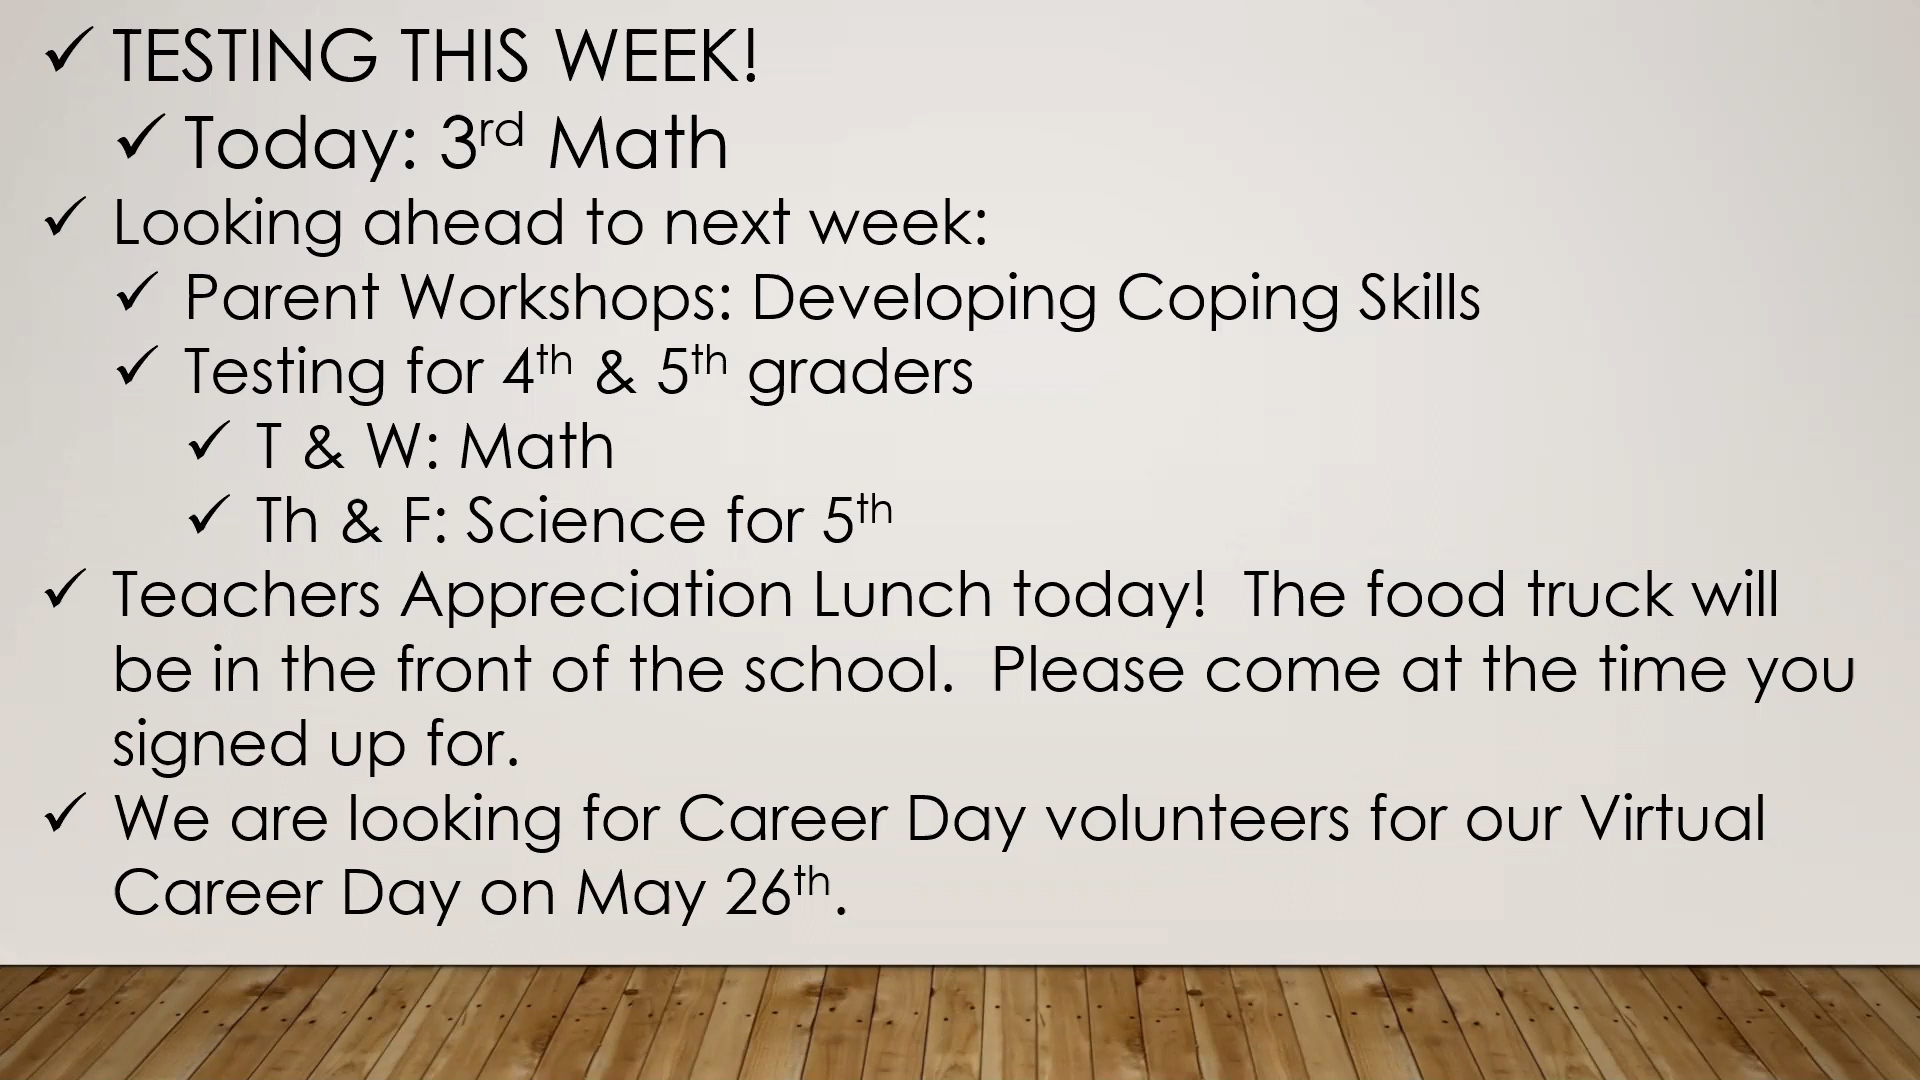 ✓ TESTING THIS WEEK!
✓ Today: 3rd Math
✓ Looking ahead to next week:
✓ Parent Workshops: Developing Coping Skills
✓ Testing for 4th & 5th graders
✓ T & W: Math
✓ Th & F: Science for 5th
✓ Teachers Appreciation Lunch today!  The food truck will
be in the front of the school.  Please come at the time you
signed up for.
✓ We are looking for Career Day volunteers for our Virtual
Career Day on May 26th.